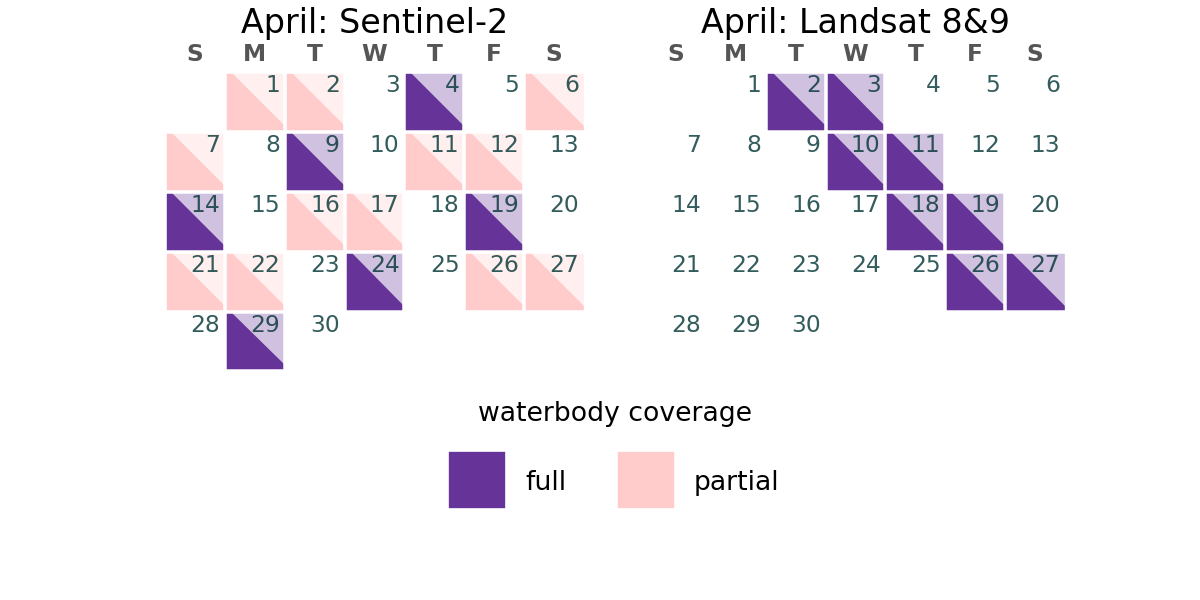 April: Sentinel-2
S M T W T F S
1 2 3 4 5 6
7 8 9 10 11 12 13
14 15 16 17 18 19 20
21 22 23 24 25 26 27
28 29 30
April: Landsat 8&9
S M T W T F S
1 2 3 4 5 6
7 8 9 10 11 12 13
14 15 16 17 18 19 20
21 22 23 24 25 26 27
28 29 30
waterbody coverage
full
partial